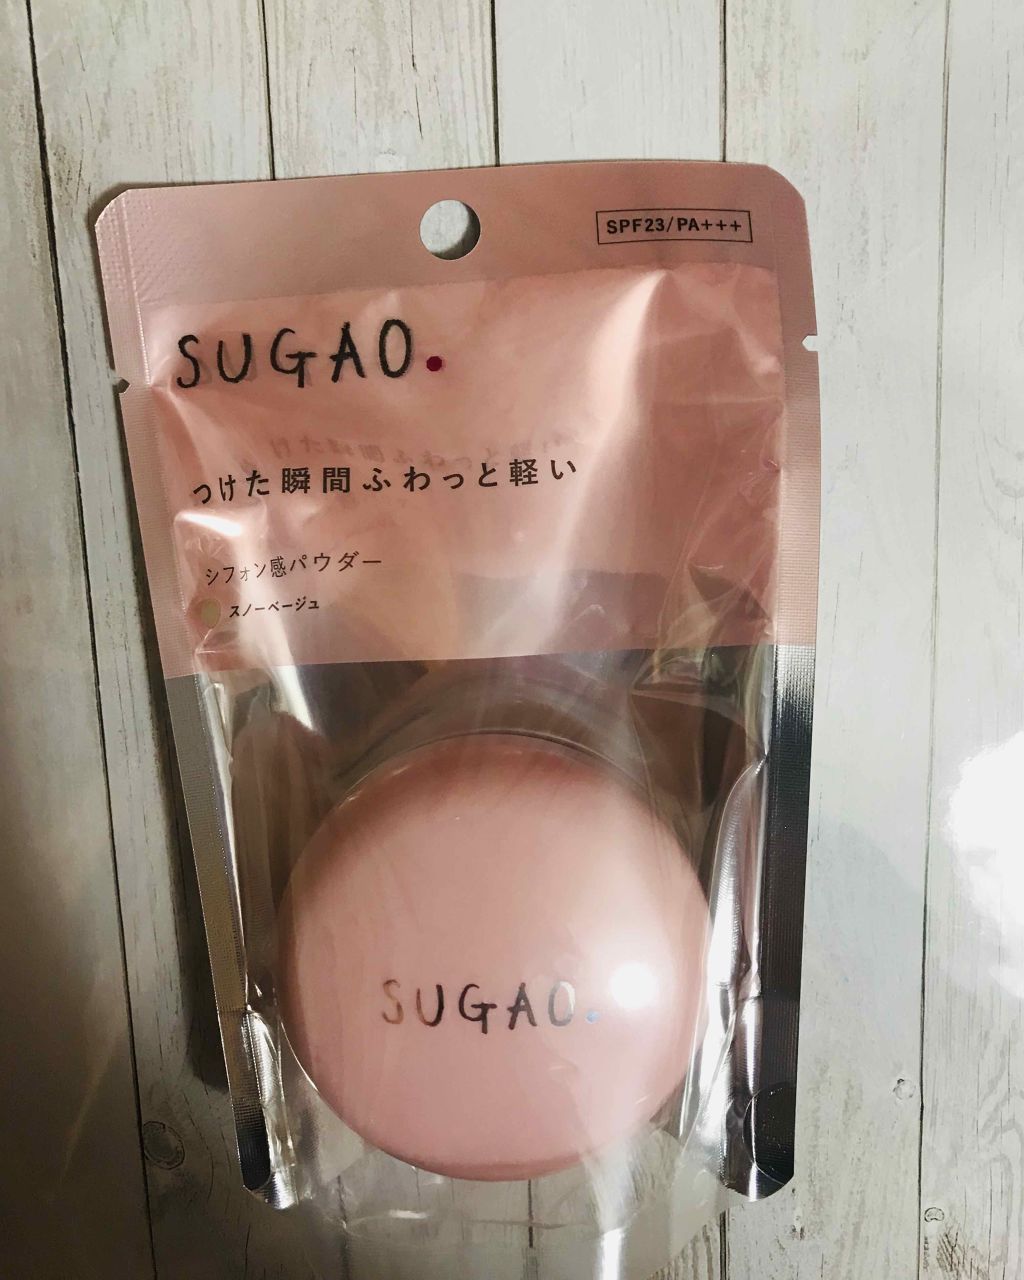 SPF23/PA+++
SUGAO.
つけた瞬間ふわっと軽い
シフォン感パウダー
スノーベージュ
SUGAO.